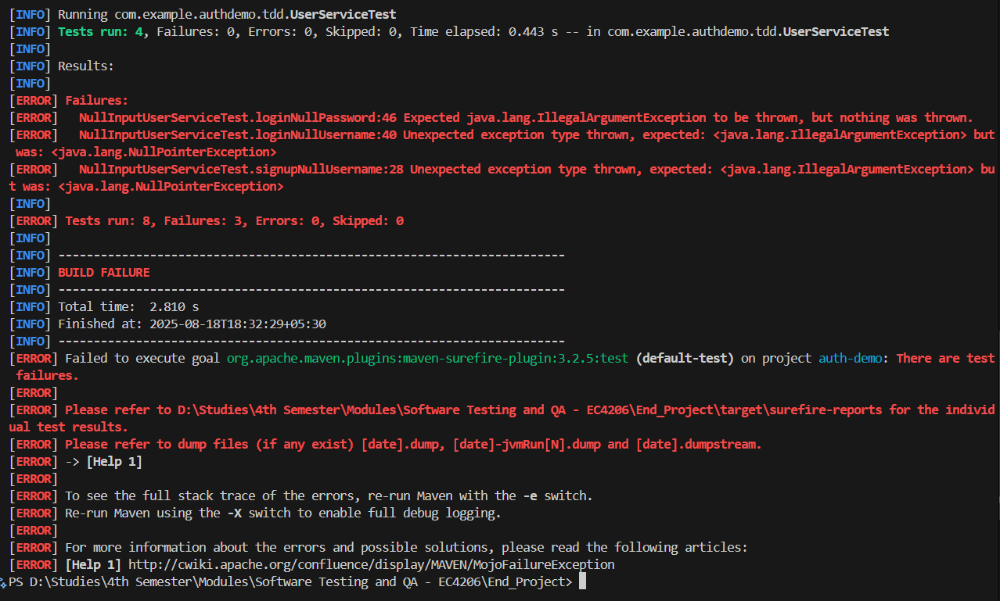 [INFO] Running com.example.authdemo.tdd.UserServiceTest
[INFO] Tests run: 4, Failures: 0, Errors: 0, Skipped: 0, Time elapsed: 0.443 s -- in com.example.authdemo.tdd.UserServiceTest
[INFO]
[INFO] Results:
[INFO]
[ERROR] Failures:
[ERROR]   NullInputUserServiceTest.loginNullPassword:46 Expected java.lang.IllegalArgumentException to be thrown, but nothing was thrown.
[ERROR]   NullInputUserServiceTest.loginNullUsername:40 Unexpected exception type thrown, expected: <java.lang.IllegalArgumentException> but
 was: <java.lang.NullPointerException>
[ERROR]   NullInputUserServiceTest.signupNullUsername:28 Unexpected exception type thrown, expected: <java.lang.IllegalArgumentException> bu
t was: <java.lang.NullPointerException>
[INFO]
[ERROR] Tests run: 8, Failures: 3, Errors: 0, Skipped: 0
[INFO]
[INFO] ------------------------------------------------------------------------
[INFO] BUILD FAILURE
[INFO] ------------------------------------------------------------------------
[INFO] Total time:  2.810 s
[INFO] Finished at: 2025-08-18T18:32:29+05:30
[INFO] ------------------------------------------------------------------------
[ERROR] Failed to execute goal org.apache.maven.plugins:maven-surefire-plugin:3.2.5:test (default-test) on project auth-demo: There are test
 failures.
[ERROR]
[ERROR] Please refer to D:\Studies\4th Semester\Modules\Software Testing and QA - EC4206\End_Project\target\surefire-reports for the individ
ual test results.
[ERROR] Please refer to dump files (if any exist) [date].dump, [date]-jvmRun[N].dump and [date].dumpstream.
[ERROR] -> [Help 1]
[ERROR]
[ERROR] To see the full stack trace of the errors, re-run Maven with the -e switch.
[ERROR] Re-run Maven using the -X switch to enable full debug logging.
[ERROR]
[ERROR] For more information about the errors and possible solutions, please read the following articles:
[ERROR] [Help 1] http://cwiki.apache.org/confluence/display/MAVEN/MojoFailureException
PS D:\Studies\4th Semester\Modules\Software Testing and QA - EC4206\End_Project>